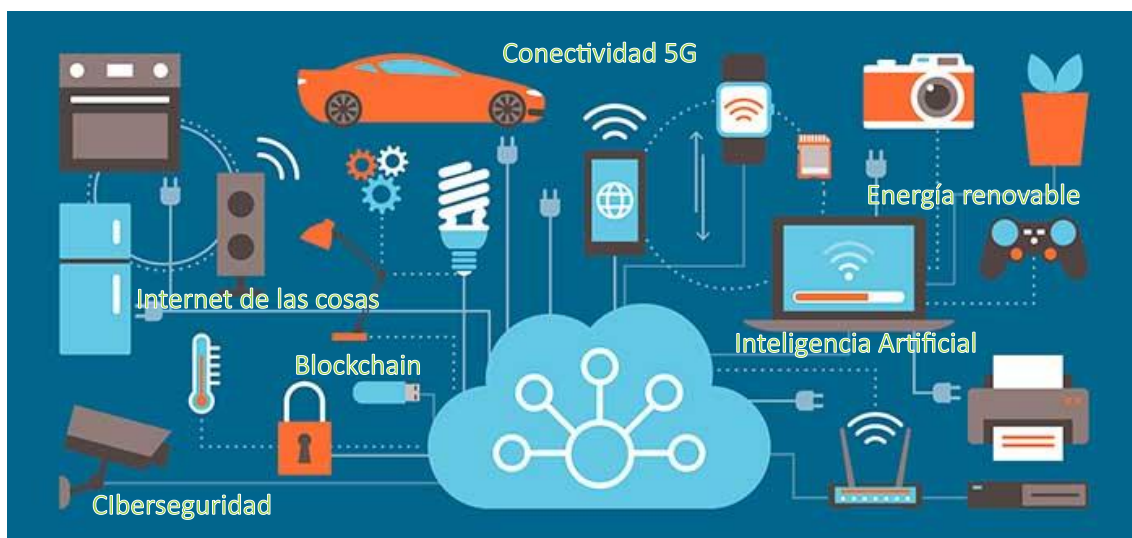 Conectividad 5G
Energía renovable
Internet de las cosas
Inteligencia Artificial
Blockchain
CIberseguridad